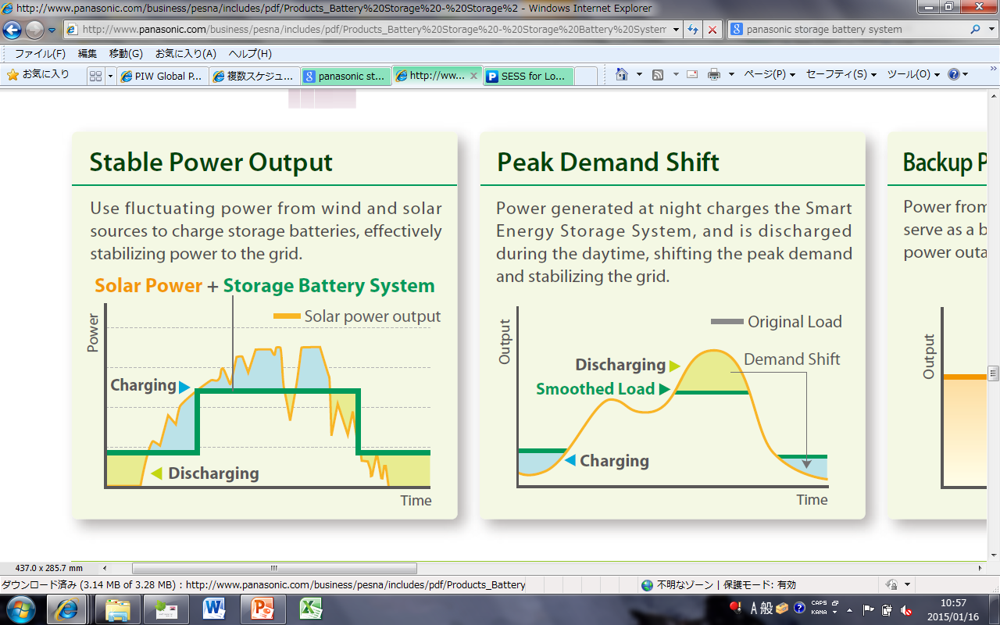 http://www.panasonic.com/business/pesna/includes/pdf/Products_Battery%20Storage%20-%20Storage%2 - Windows Internet Explorer
http://www.panasonic.com/business/pesna/includes/pdf/Products_Battery%20Storage%20-%20Storage%20Battery%20System
panasonic storage battery system
ファイル(F) 編集 移動(G) お気に入り(A) ヘルプ(H)
お気に入り
PIW Global P...
複数スケジュ...
panasonic st...
http://ww...
SESS for Lo...
ページ(P) セーフティ(S) ツール(O)
Stable Power Output
Use fluctuating power from wind and solar
sources to charge storage batteries, effectively
stabilizing power to the grid.
Solar Power + Storage Battery System
Power
Solar power output
Charging
Discharging
Time
Peak Demand Shift
Power generated at night charges the Smart
Energy Storage System, and is discharged
during the daytime, shifting the peak demand
and stabilizing the grid.
Output
Original Load
Discharging
Demand Shift
Smoothed Load
Charging
Time
Backup P
Power from
serve as a b
power outa
Output
437.0 x 285.7 mm
ダウンロード済み (3.14 MB of 3.28 MB) : http://www.panasonic.com/business/pesna/includes/pdf/Products_Battery
不明なゾーン | 保護モード: 有効
A 般
CAPS
KANA
10:57
2015/01/16